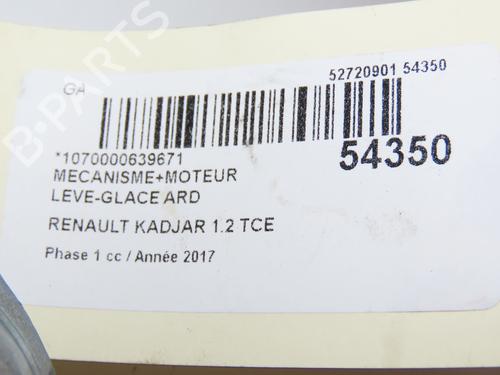 B-PARTS
GA
52720901 54350
*1070000639671
54350
MECANISME+MOTEUR
LEVE-GLACE ARD
RENAULT KADJAR 1.2 TCE
Phase 1 cc / Année 2017